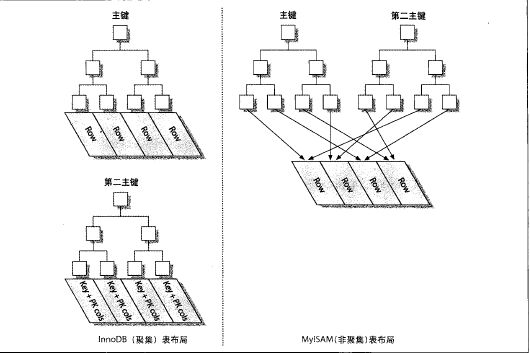 主键
Row Row Row Row
第二主键
Key + PK cols Key + PK cols Key + PK cols Key + PK cols
InnoDB（聚集）表布局
主键 第二主键
Row Row Row Row
MyISAM(非聚集)表布局